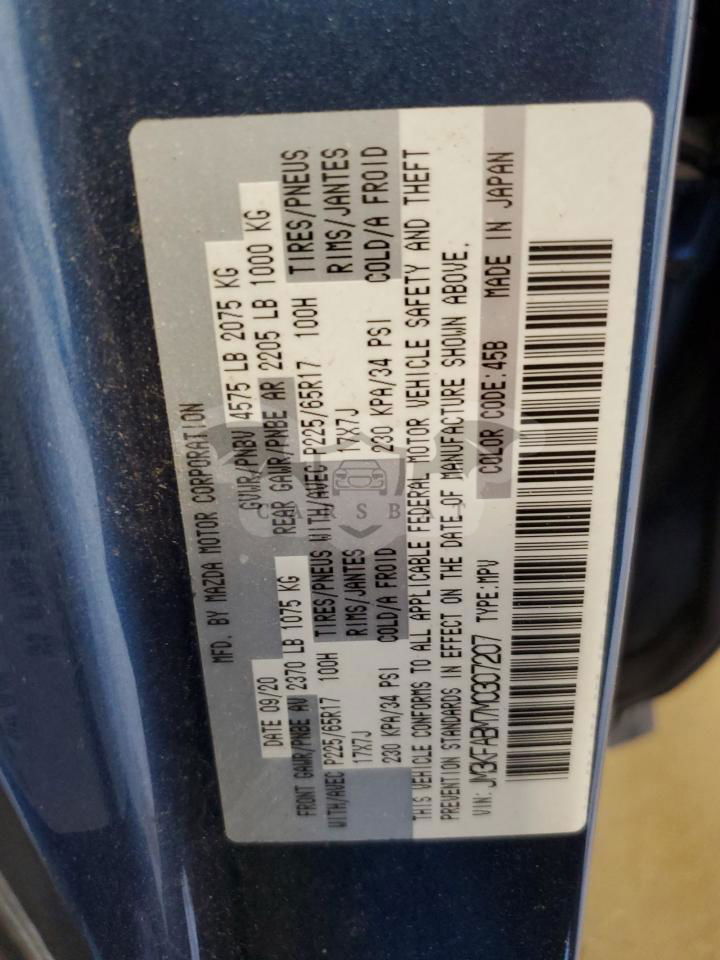 MFD. BY MAZDA MOTOR CORPORATION
DATE 09/20 GVWR/PNBV 4575 LB 2075 KG
FRONT GAWR/PNBE AV 2370 LB 1075 KG REAR GAWR/PNBE AR 2205 LB 1000 KG
WITH/AVEC P225/65R17 100H TIRES/PNEUS WITH/AVEC P225/65R17 100H TIRES/PNEUS
17X7J RIMS/JANTES 17X7J RIMS/JANTES
230 KPA/34 PSI COLD/A FROID 230 KPA/34 PSI COLD/A FROID
THIS VEHICLE CONFORMS TO ALL APPLICABLE FEDERAL MOTOR VEHICLE SAFETY AND THEFT
PREVENTION STANDARDS IN EFFECT ON THE DATE OF MANUFACTURE SHOWN ABOVE.
VIN: JM3KFABM7M0307207 TYPE:MPV COLOR CODE:45B MADE IN JAPAN
CARSBAT